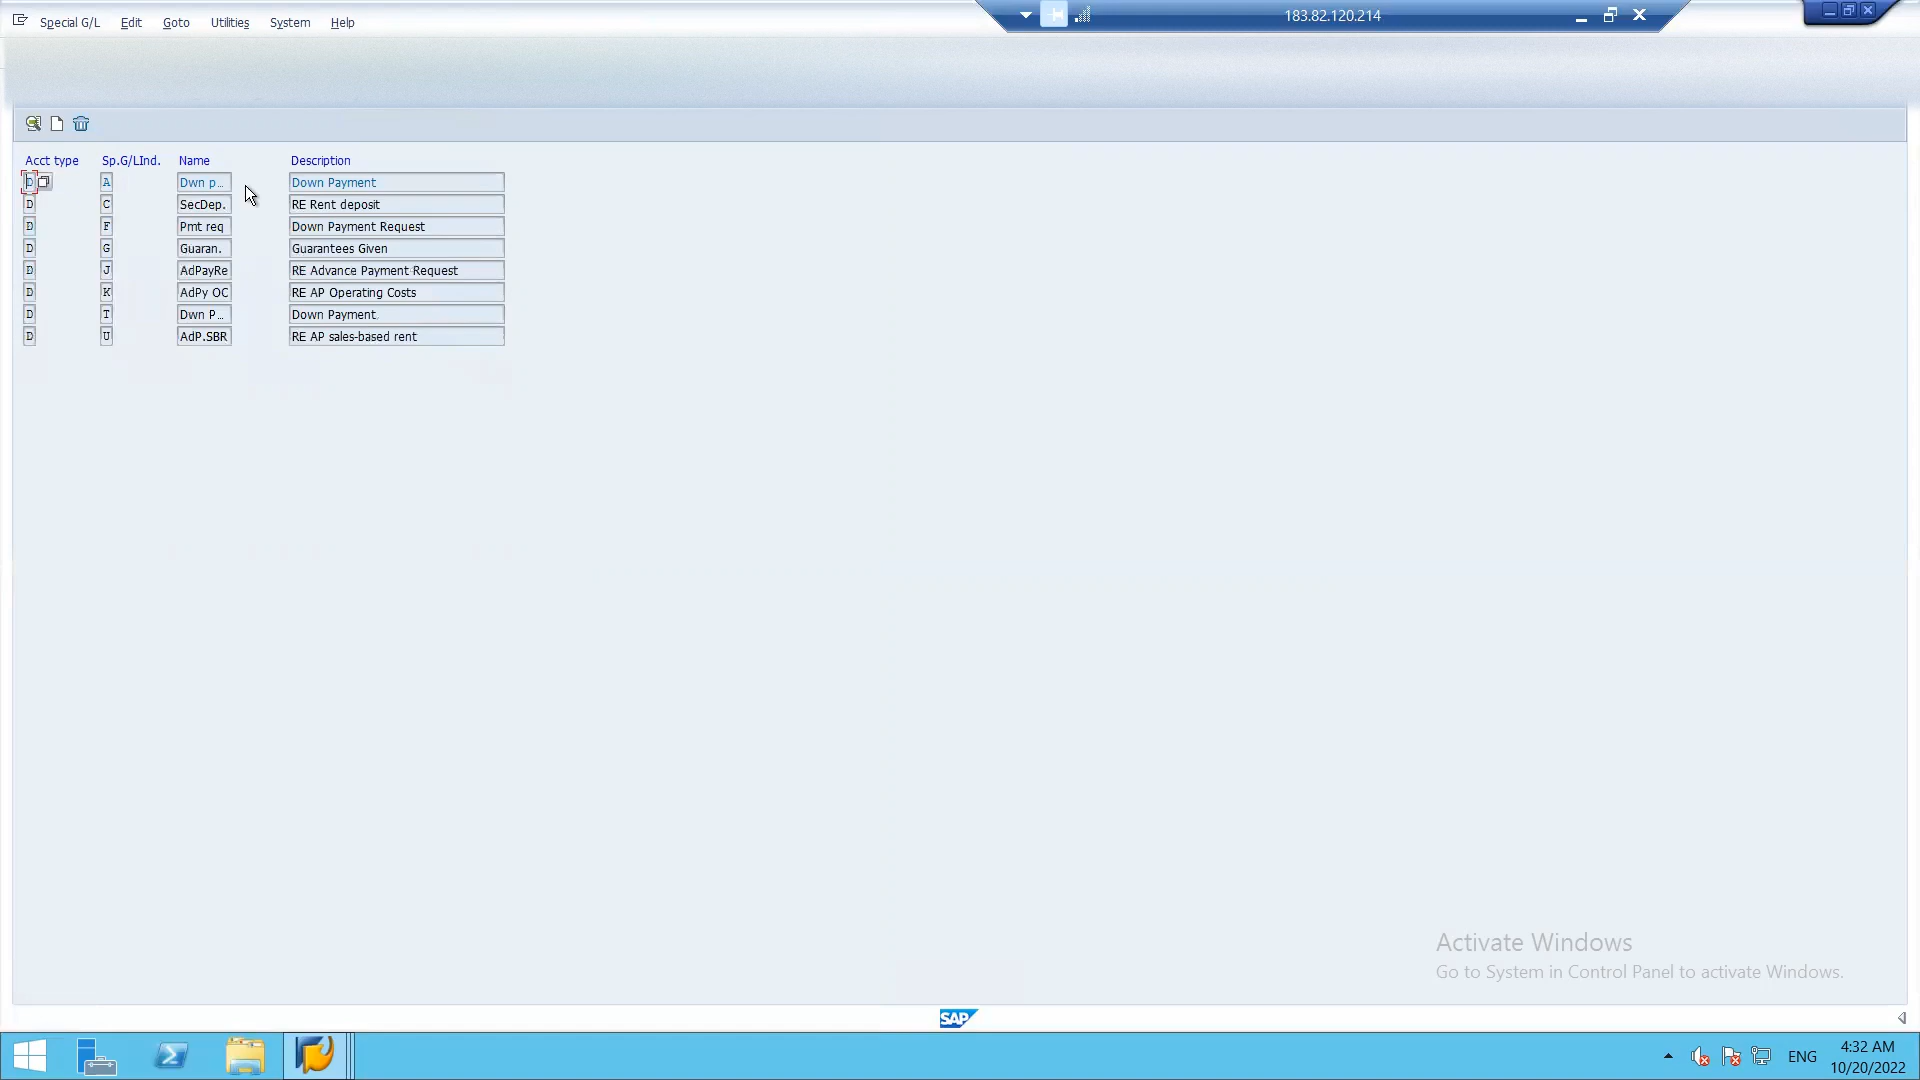 Special G/L Edit Goto Utilities System Help
183.82.120.214
Acct type Sp.G/LInd. Name Description
D A Dwn p... Down Payment
D C SecDep. RE Rent deposit
D F Pmt req Down Payment Request
D G Guaran. Guarantees Given
D J AdPayRe RE Advance Payment Request
D K AdPy OC RE AP Operating Costs
D T Dwn P... Down Payment
D U AdP.SBR RE AP sales-based rent
Activate Windows
Go to System in Control Panel to activate Windows.
SAP
ENG
4:32 AM
10/20/2022